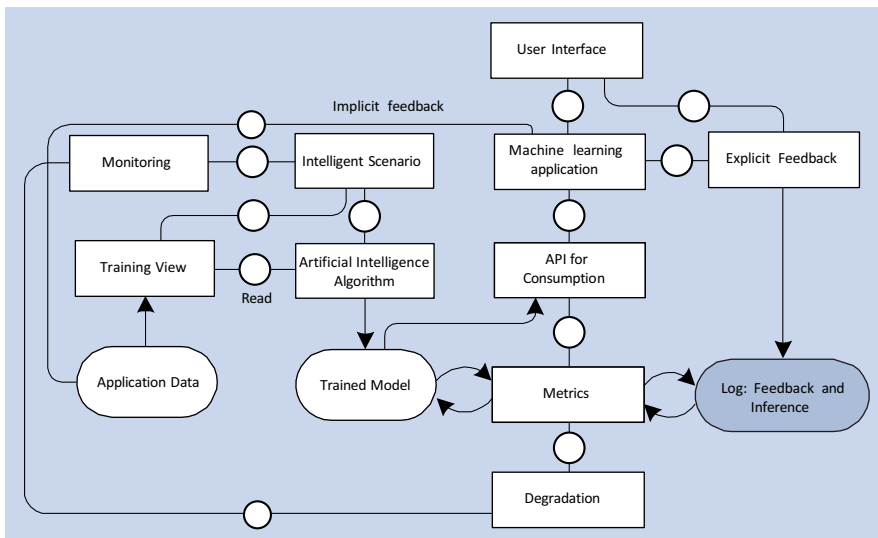 User Interface
Implicit feedback
Monitoring
Intelligent Scenario
Machine learning
application
Explicit Feedback
Training View
Read
Artificial Intelligence
Algorithm
API for
Consumption
Application Data
Trained Model
Metrics
Log: Feedback and
Inference
Degradation